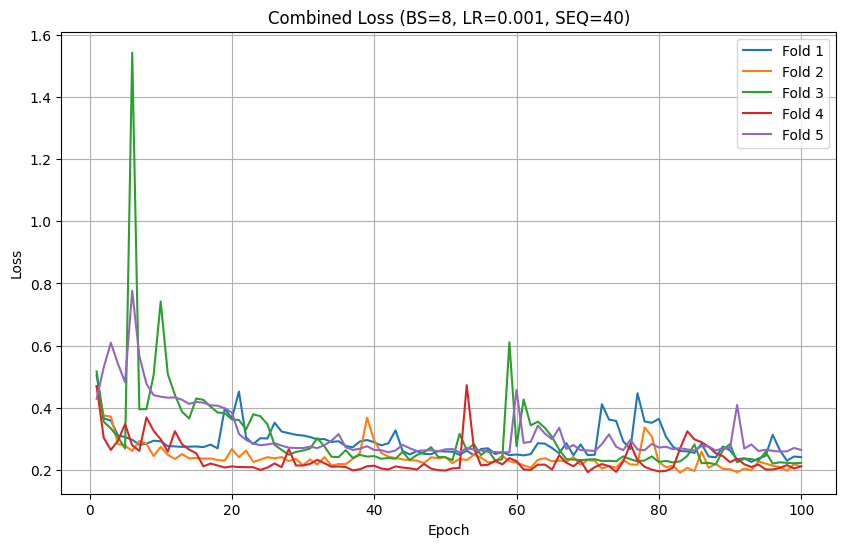 Combined Loss (BS=8, LR=0.001, SEQ=40)
1.6
1.4
1.2
1.0
0.8
0.6
0.4
0.2
Loss
Fold 1
Fold 2
Fold 3
Fold 4
Fold 5
0 20 40 60 80 100
Epoch